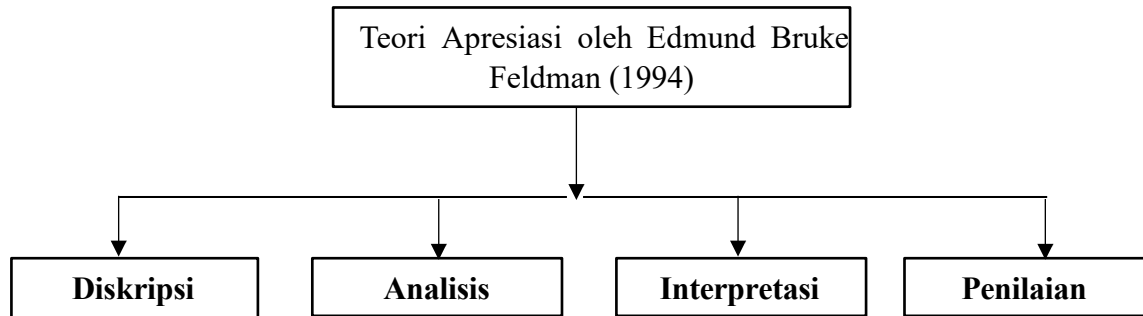 Teori Apresiasi oleh Edmund Bruke
Feldman (1994)
Diskripsi
Analisis
Interpretasi
Penilaian